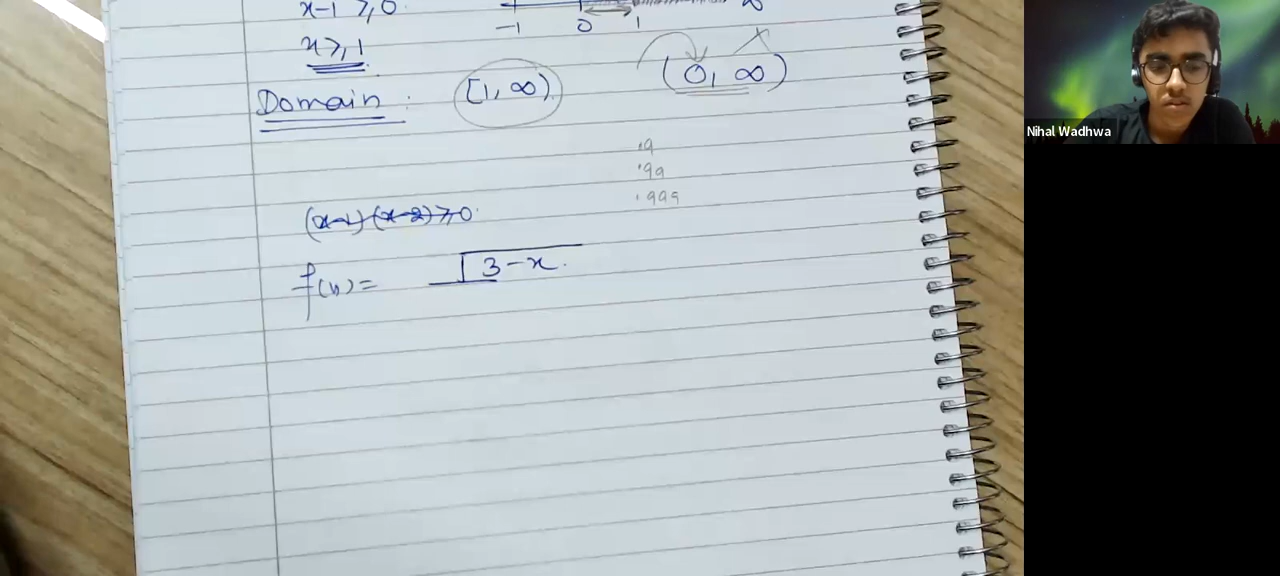 x-1 ⩾ 0
-1 0 1 ∞
x ⩾ 1
Domain : [1, ∞) (0, ∞)
.9
.99
.999
(x-1)(x-2) ⩾ 0
f(x) = √3-x.
Nihal Wadhwa